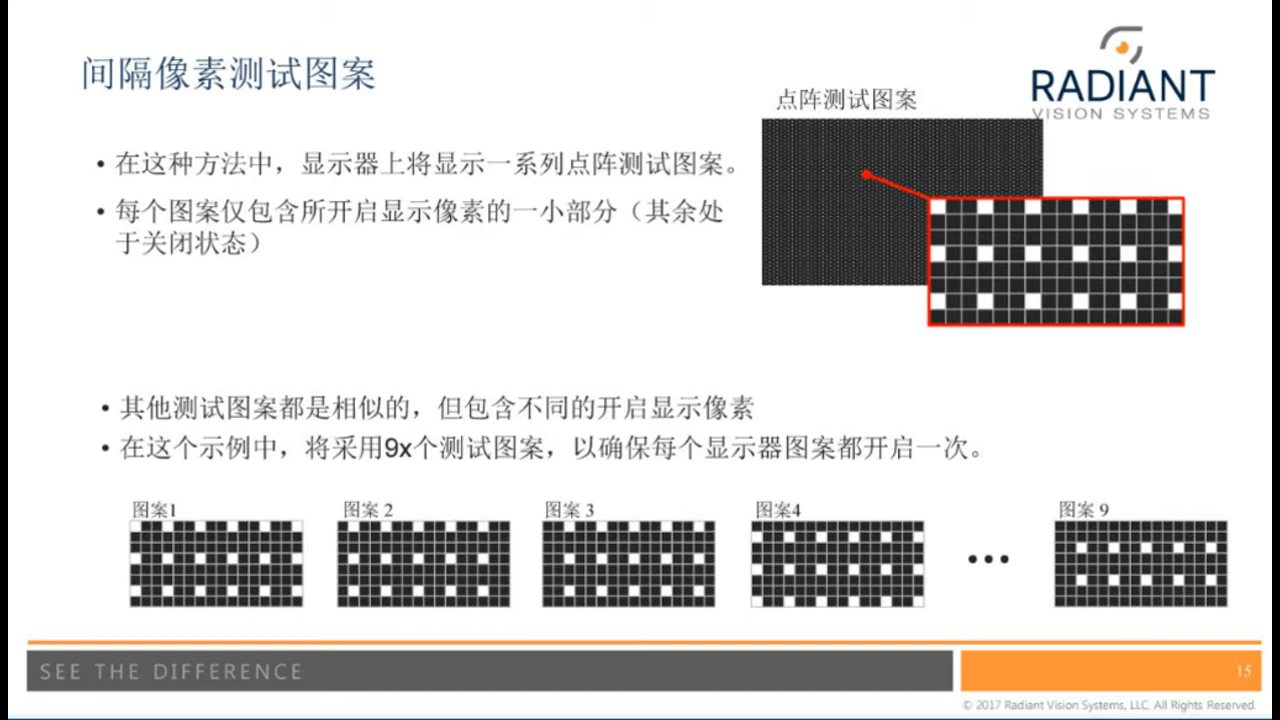 间隔像素测试图案
RADIANT
VISION SYSTEMS
点阵测试图案
• 在这种方法中，显示器上将显示一系列点阵测试图案。
• 每个图案仅包含所开启显示像素的一小部分（其余处
于关闭状态）
• 其他测试图案都是相似的，但包含不同的开启显示像素
• 在这个示例中，将采用9x个测试图案，以确保每个显示器图案都开启一次。
图案1
图案 2
图案 3
图案4
图案 9
SEE THE DIFFERENCE
15
© 2017 Radiant Vision Systems, LLC. All Rights Reserved.